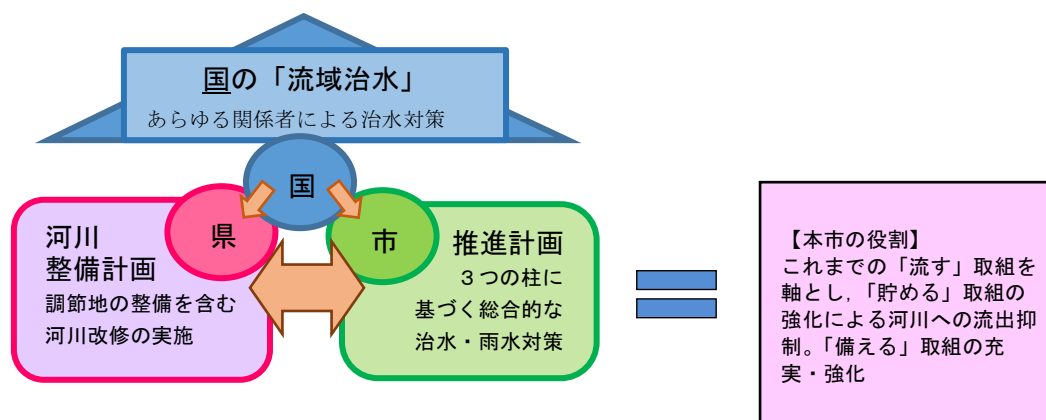 国の「流域治水」
あらゆる関係者による治水対策
国
県
市
河川
整備計画
調節地の整備を含む
河川改修の実施
推進計画
３つの柱に
基づく総合的な
治水・雨水対策
【本市の役割】
これまでの「流す」取組を
軸とし，「貯める」取組の
強化による河川への流出抑
制。「備える」取組の充
実・強化